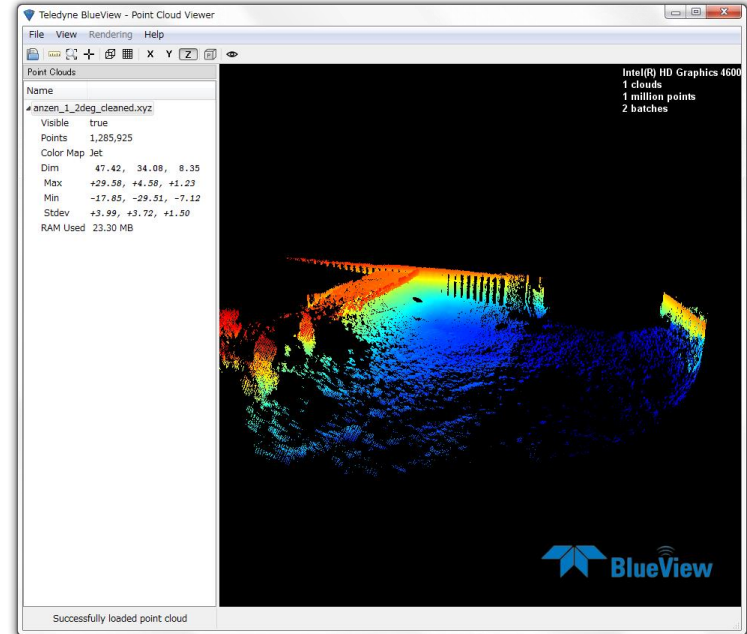 Teledyne BlueView - Point Cloud Viewer
File View Rendering Help
X Y Z
Point Clouds
Name
anzen_1_2deg_cleaned.xyz
Visible true
Points 1,285,925
Color Map Jet
Dim 47.42, 34.08, 8.35
Max +29.58, +4.58, +1.23
Min -17.85, -29.51, -7.12
Stdev +3.99, +3.72, +1.50
RAM Used 23.30 MB
Intel(R) HD Graphics 4600
1 clouds
1 million points
2 batches
BlueView
Successfully loaded point cloud